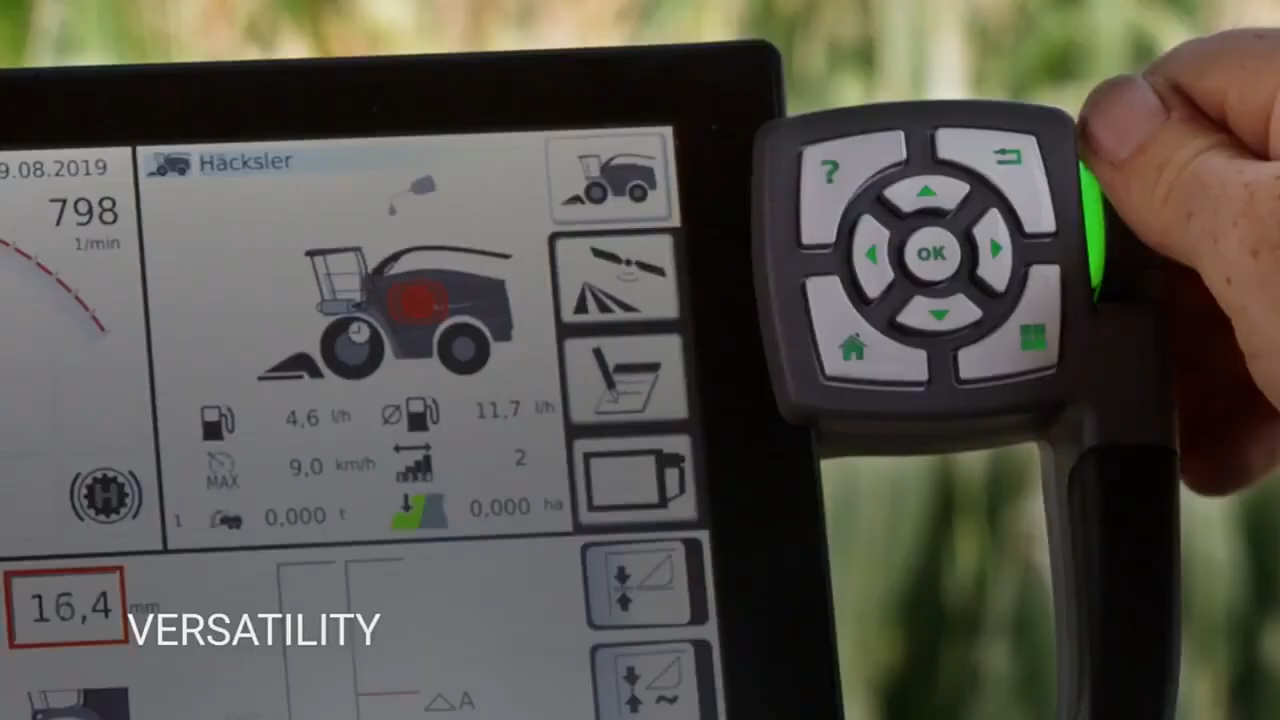 9.08.2019
798
1/min
Häcksler
4,6 l/h
Ø 11,7 l/h
MAX 9,0 km/h
2
1 0,000 t
0,000 ha
H
16,4 mm
VERSATILITY
A
?
OK